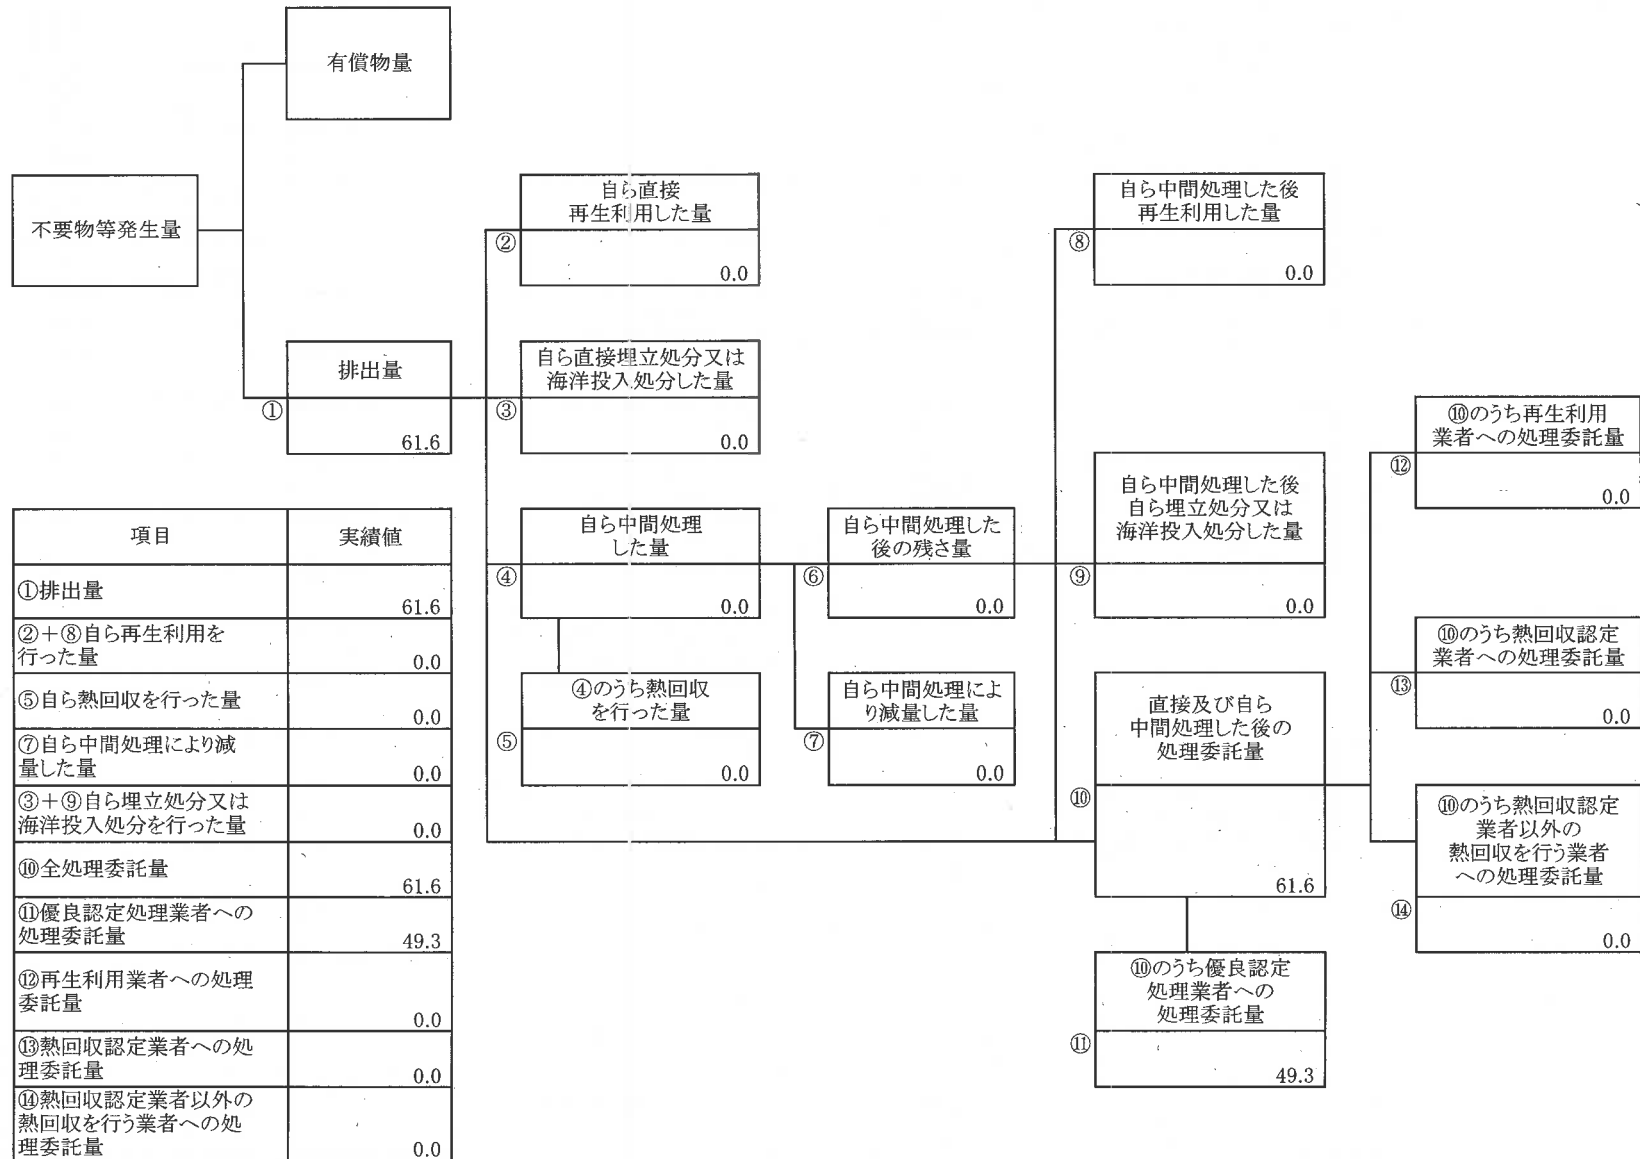 有償物量
不要物等発生量
排出量
①
61.6
自ら直接
再生利用した量
②
0.0
自ら直接埋立処分又は
海洋投入処分した量
③
0.0
自ら中間処理
した量
④
0.0
④のうち熱回収
を行った量
⑤
0.0
自ら中間処理した
後の残さ量
⑥
0.0
自ら中間処理によ
り減量した量
⑦
0.0
自ら中間処理した後
再生利用した量
⑧
0.0
自ら中間処理した後
自ら埋立処分又は
海洋投入処分した量
⑨
0.0
直接及び自ら
中間処理した後の
処理委託量
⑩
61.6
⑩のうち優良認定
処理業者への
処理委託量
⑪
49.3
⑩のうち再生利用
業者への処理委託量
⑫
0.0
⑩のうち熱回収認定
業者への処理委託量
⑬
0.0
⑩のうち熱回収認定
業者以外の
熱回収を行う業者
への処理委託量
⑭
0.0
項目 実績値
①排出量
61.6
②+⑧自ら再生利用を
行った量
0.0
⑤自ら熱回収を行った量
0.0
⑦自ら中間処理により減
量した量
0.0
③+⑨自ら埋立処分又は
海洋投入処分を行った量
0.0
⑩全処理委託量
61.6
⑪優良認定処理業者への
処理委託量
49.3
⑫再生利用業者への処理
委託量
0.0
⑬熱回収認定業者への処
理委託量
0.0
⑭熱回収認定業者以外の
熱回収を行う業者への処
理委託量
0.0